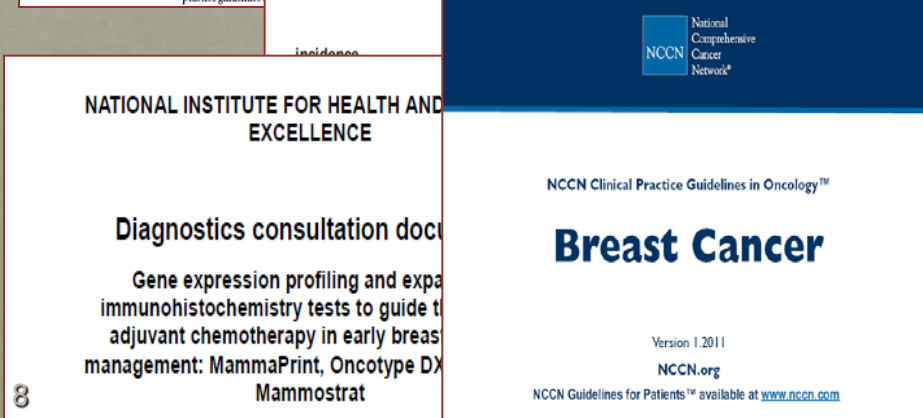 incidence
NATIONAL INSTITUTE FOR HEALTH AND
EXCELLENCE
Diagnostics consultation docu
Gene expression profiling and expa
immunohistochemistry tests to guide t
adjuvant chemotherapy in early breas
management: MammaPrint, Oncotype DX
Mammostrat
8
National
Comprehensive
NCCN Cancer
Network®
NCCN Clinical Practice Guidelines in Oncology™
Breast Cancer
Version 1.2011
NCCN.org
NCCN Guidelines for Patients™ available at www.nccn.com